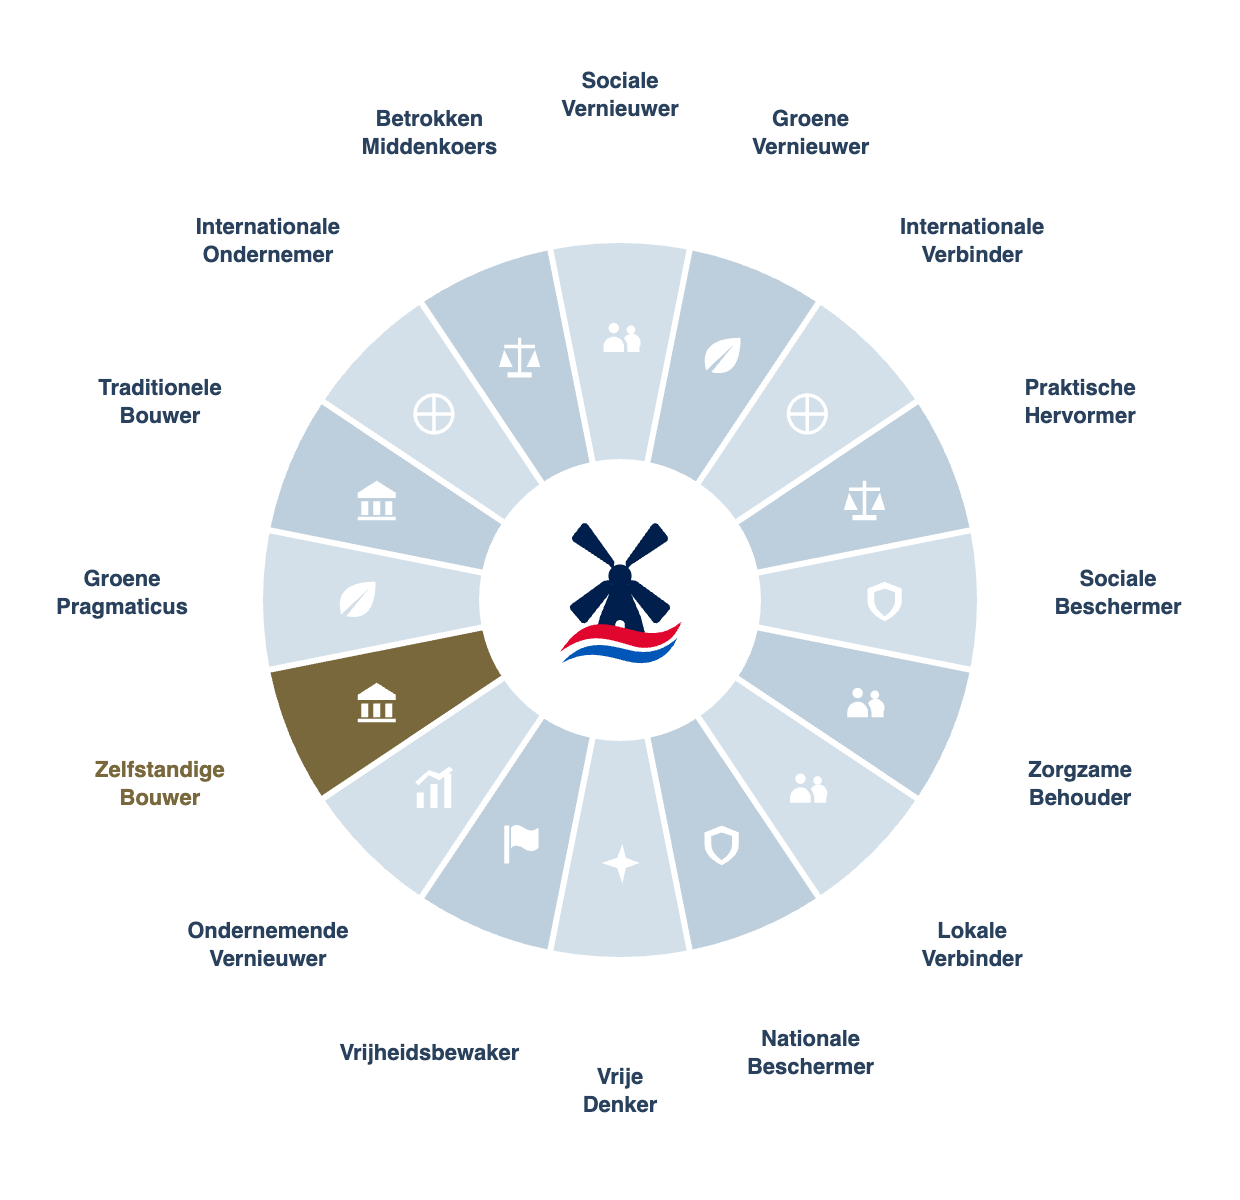 Sociale
Vernieuwer
Betrokken
Middenkoers
Groene
Vernieuwer
Internationale
Ondernemer
Internationale
Verbinder
Traditionele
Bouwer
Praktische
Hervormer
Groene
Pragmaticus
Sociale
Beschermer
Zelfstandige
Bouwer
Zorgzame
Behouder
Ondernemende
Vernieuwer
Lokale
Verbinder
Vrijheidsbewaker
Nationale
Beschermer
Vrije
Denker